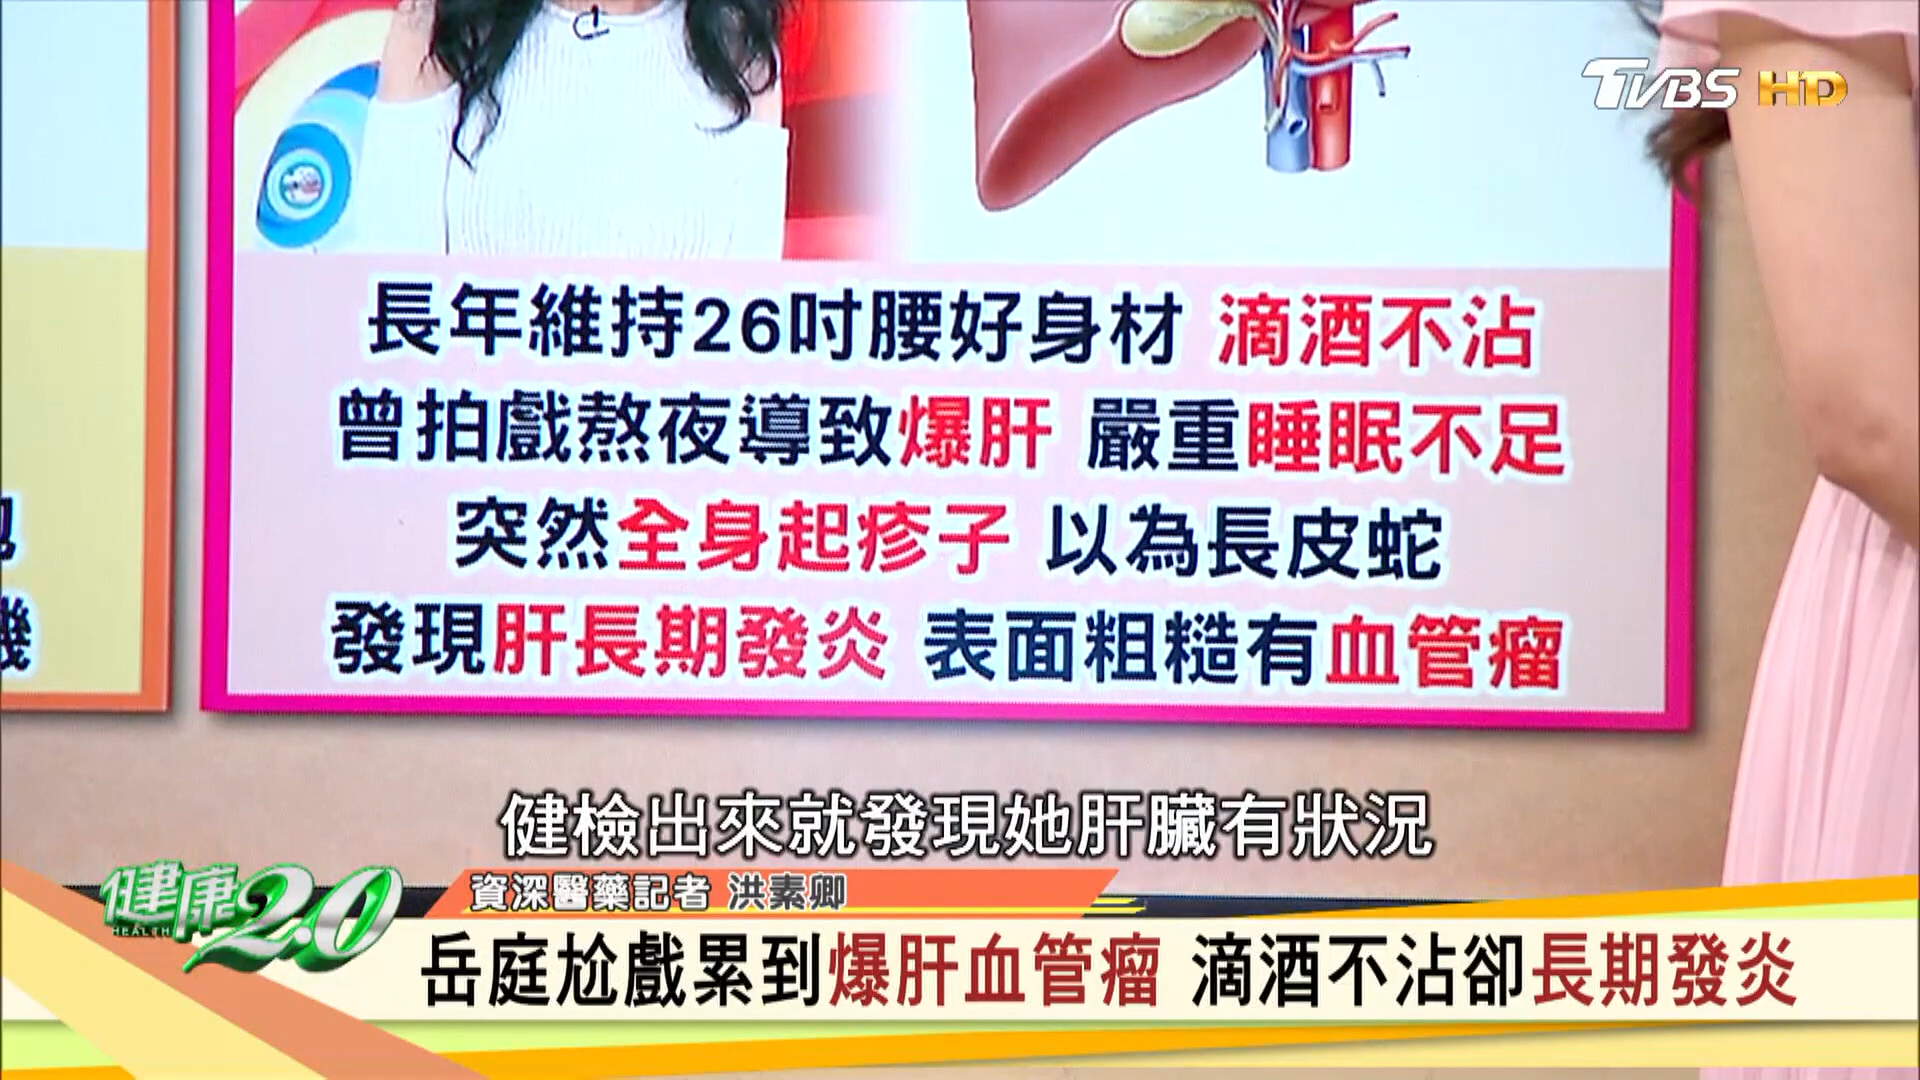 TVBS HD
長年維持26吋腰好身材 滴酒不沾
曾拍戲熬夜導致爆肝 嚴重睡眠不足
突然全身起疹子 以為長皮蛇
發現肝長期發炎 表面粗糙有血管瘤
健檢出來就發現她肝臟有狀況
健康2.0
HEALTH
資深醫藥記者 洪素卿
岳庭尬戲累到爆肝血管瘤 滴酒不沾卻長期發炎